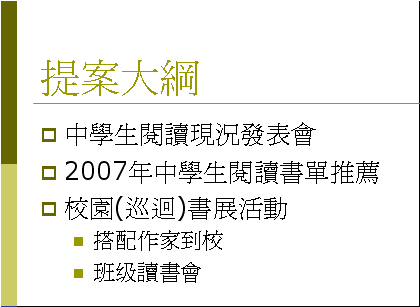 提案大綱
中學生閱讀現況發表會
2007年中學生閱讀書單推薦
校園(巡迴)書展活動
搭配作家到校
班级讀書會